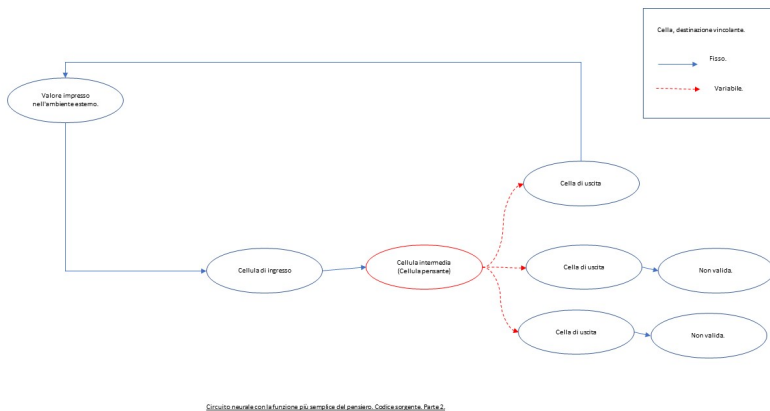 Cella, destinazione vincolante.
Fisso.
Variabile.
Valore impresso
nell'ambiente esterno.
Cella di uscita
Cellula di ingresso
Cellula intermedia
(Cellula pensante)
Cella di uscita
Non valida.
Cella di uscita
Non valida.
Circuito neurale con la funzione più semplice del pensiero. Codice sorgente. Parte 2.